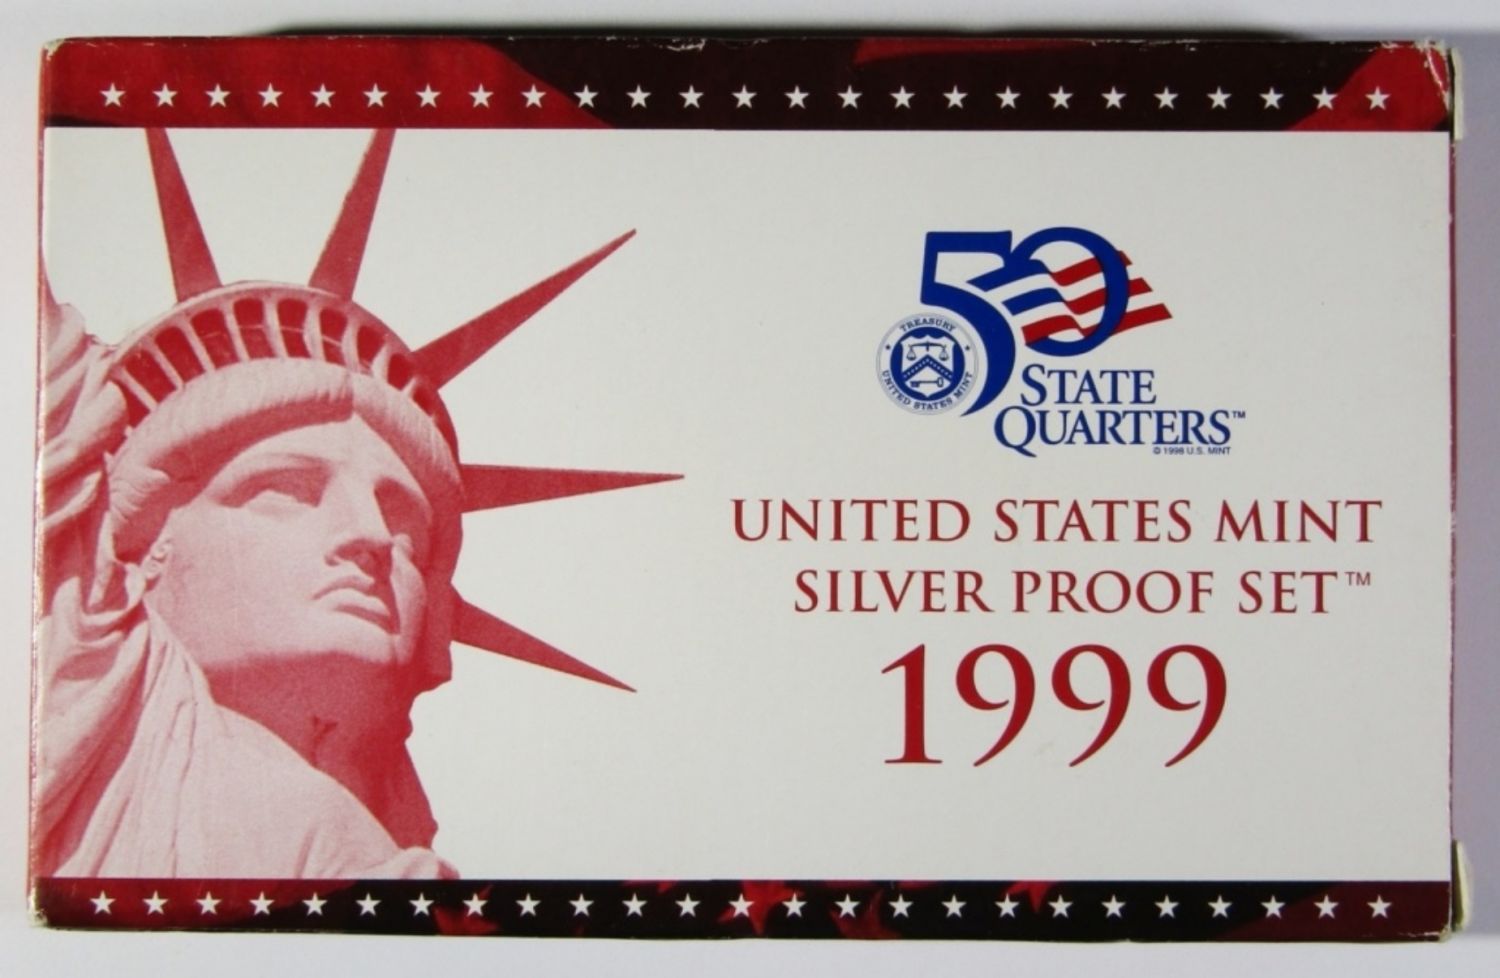 50
TREASURY
UNITED STATES MINT
STATE
QUARTERS™
© 1998 U.S. MINT
UNITED STATES MINT
SILVER PROOF SET™
1999